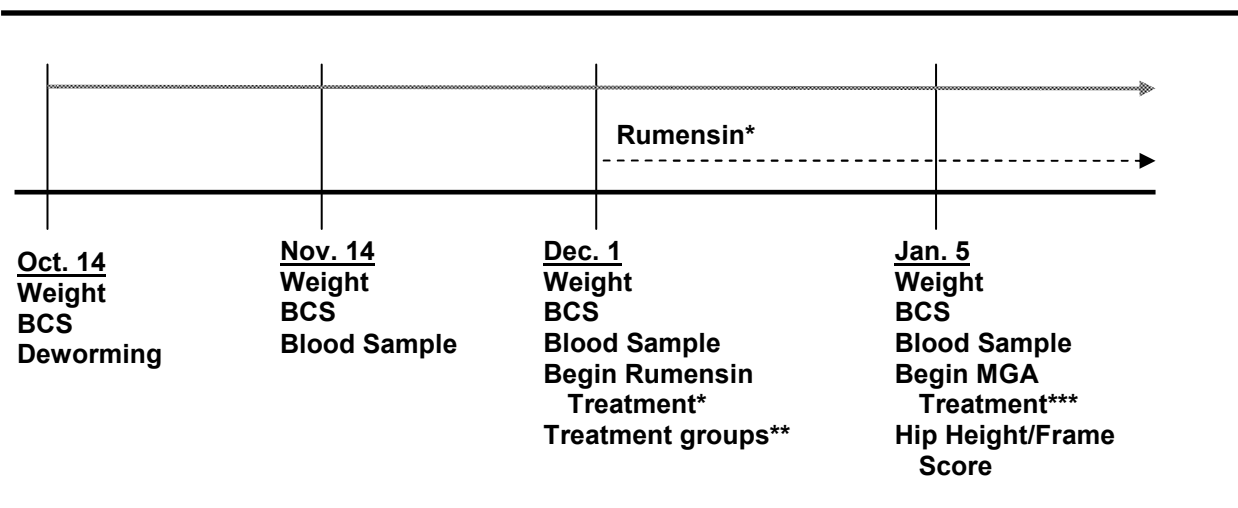 Rumensin*
Oct. 14
Weight
BCS
Deworming
Nov. 14
Weight
BCS
Blood Sample
Dec. 1
Weight
BCS
Blood Sample
Begin Rumensin
Treatment*
Treatment groups**
Jan. 5
Weight
BCS
Blood Sample
Begin MGA
Treatment***
Hip Height/Frame
Score